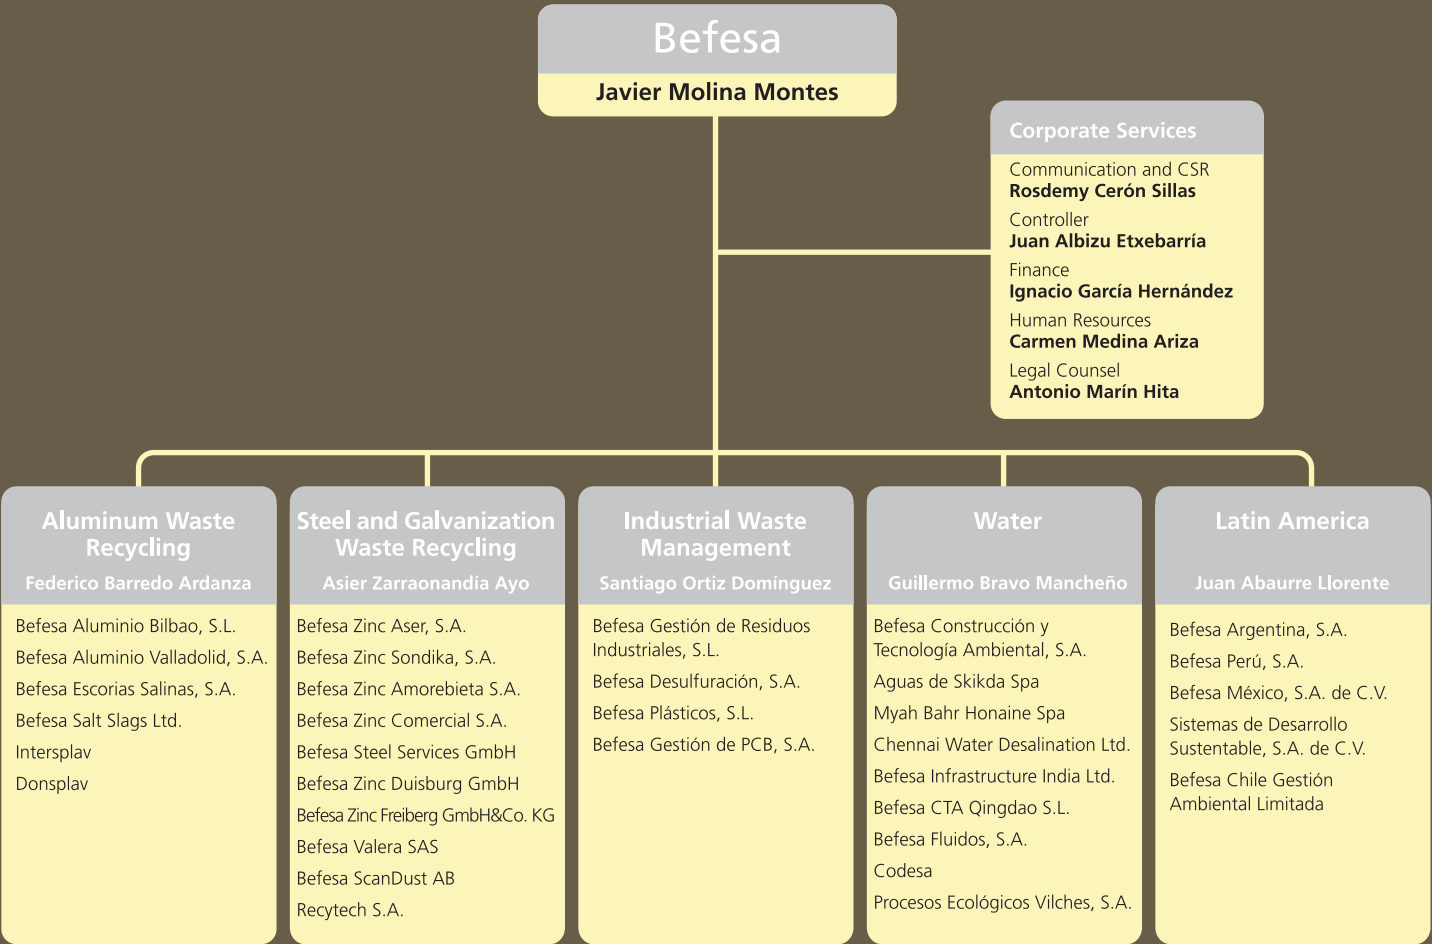 Befesa
Javier Molina Montes
Corporate Services
Communication and CSR
Rosdemy Cerón Sillas
Controller
Juan Albizu Etxebarría
Finance
Ignacio García Hernández
Human Resources
Carmen Medina Ariza
Legal Counsel
Antonio Marín Hita
Aluminum Waste
Recycling
Federico Barredo Ardanza
Befesa Aluminio Bilbao, S.L.
Befesa Aluminio Valladolid, S.A.
Befesa Escorias Salinas, S.A.
Befesa Salt Slags Ltd.
Intersplav
Donsplav
Steel and Galvanization
Waste Recycling
Asier Zarraonandía Ayo
Befesa Zinc Aser, S.A.
Befesa Zinc Sondika, S.A.
Befesa Zinc Amorebieta S.A.
Befesa Zinc Comercial S.A.
Befesa Steel Services GmbH
Befesa Zinc Duisburg GmbH
Befesa Zinc Freiberg GmbH&Co. KG
Befesa Valera SAS
Befesa ScanDust AB
Recytech S.A.
Industrial Waste
Management
Santiago Ortiz Domínguez
Befesa Gestión de Residuos
Industriales, S.L.
Befesa Desulfuración, S.A.
Befesa Plásticos, S.L.
Befesa Gestión de PCB, S.A.
Water
Guillermo Bravo Mancheño
Befesa Construcción y
Tecnología Ambiental, S.A.
Aguas de Skikda Spa
Myah Bahr Honaine Spa
Chennai Water Desalination Ltd.
Befesa Infrastructure India Ltd.
Befesa CTA Qingdao S.L.
Befesa Fluidos, S.A.
Codesa
Procesos Ecológicos Vilches, S.A.
Latin America
Juan Abaurre Llorente
Befesa Argentina, S.A.
Befesa Perú, S.A.
Befesa México, S.A. de C.V.
Sistemas de Desarrollo
Sustentable, S.A. de C.V.
Befesa Chile Gestión
Ambiental Limitada